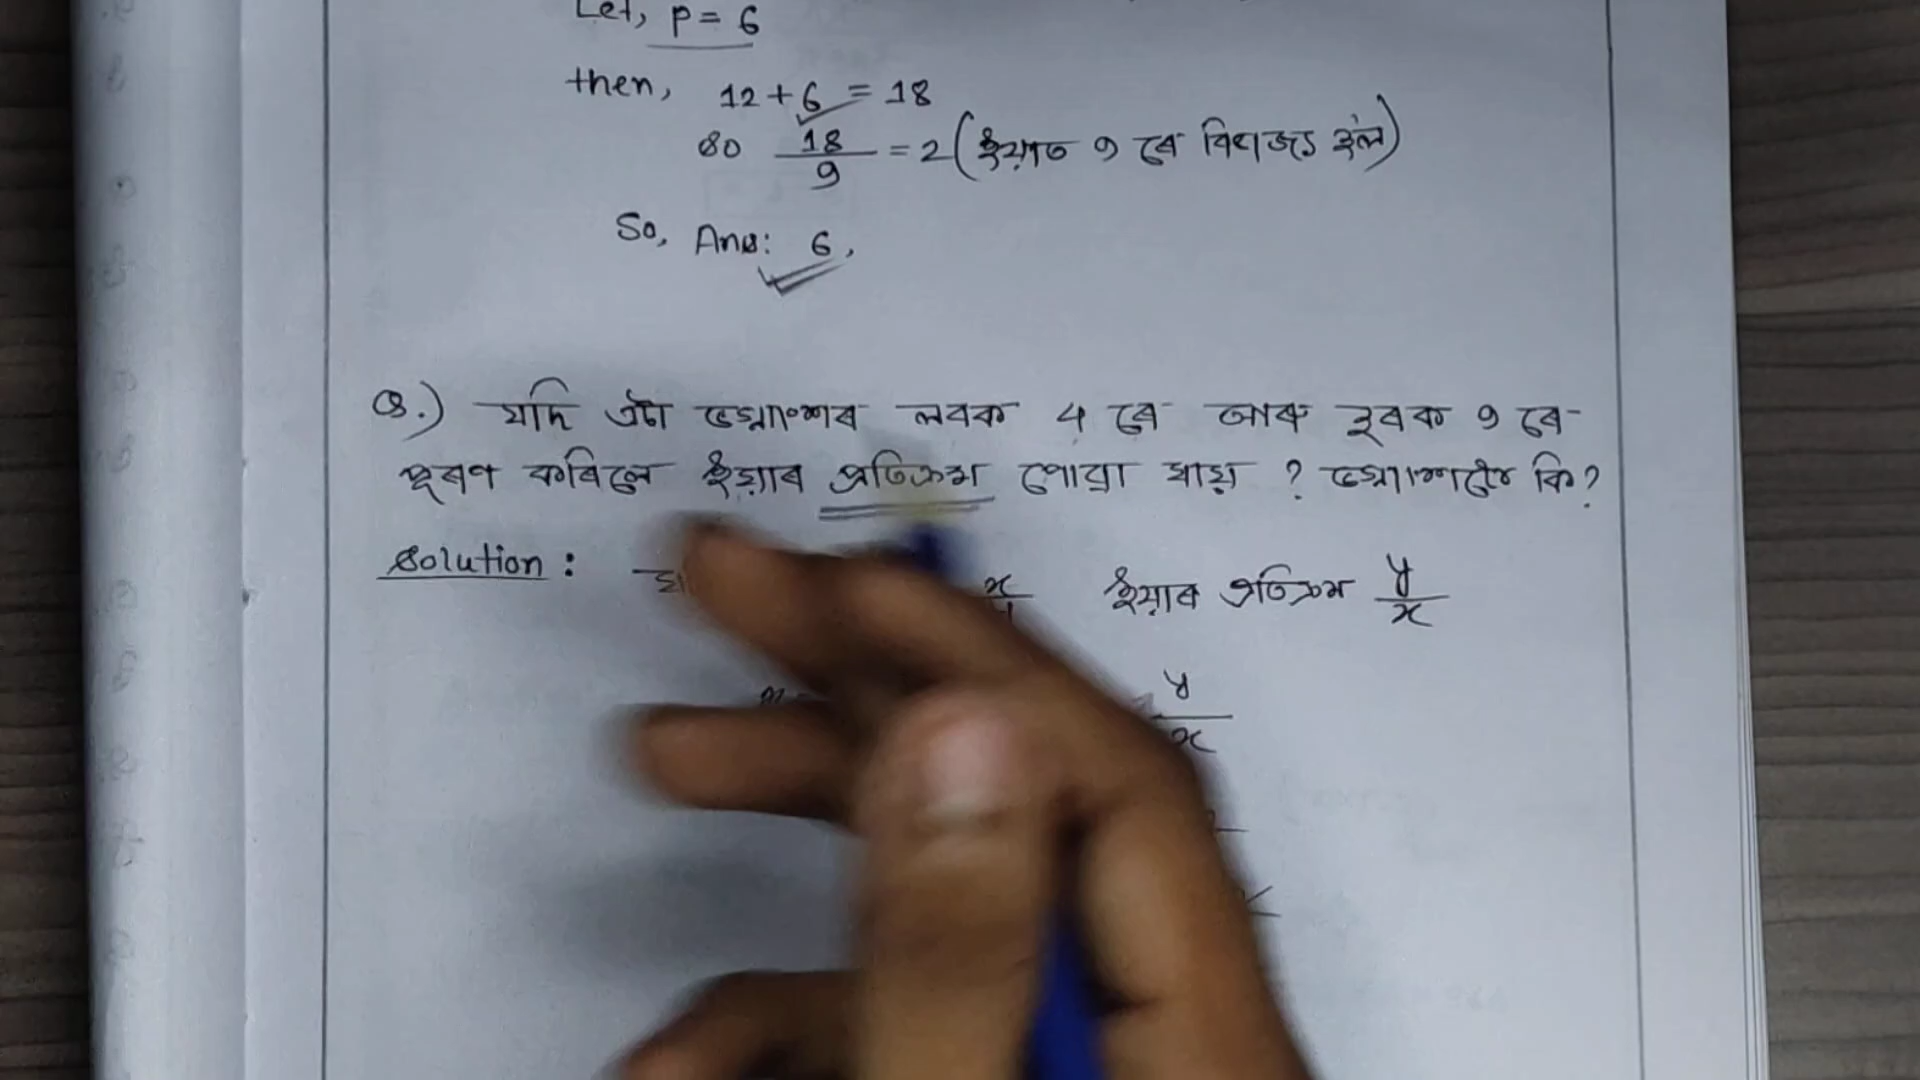 Let, p = 6
then, 12 + 6 = 18
so 18/9 = 2 (ইয়াত 9 ৰে বিভাজ্য হ'ল)
So, Ans: 6,
Q.) যদি এটা ভগ্নাংশৰ লবক 4 ৰে আৰু হৰক 9 ৰে
পূৰণ কৰিলে ইয়াৰ প্ৰতিক্ৰম পোৱা যায় ? ভগ্নাংশটো কি?
Solution : x ইয়াৰ প্ৰতিক্ৰম y/x
y/x